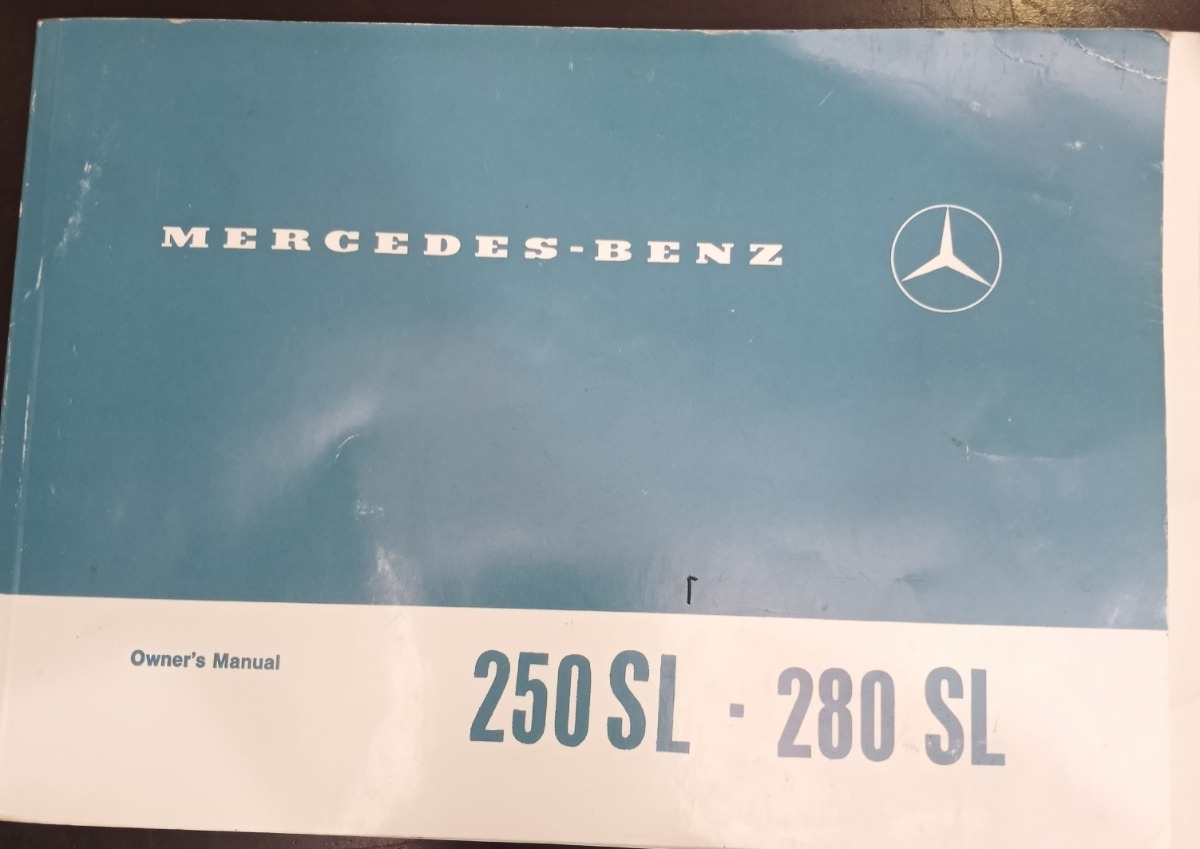 MERCEDES-BENZ
Owner's Manual
250 SL · 280 SL